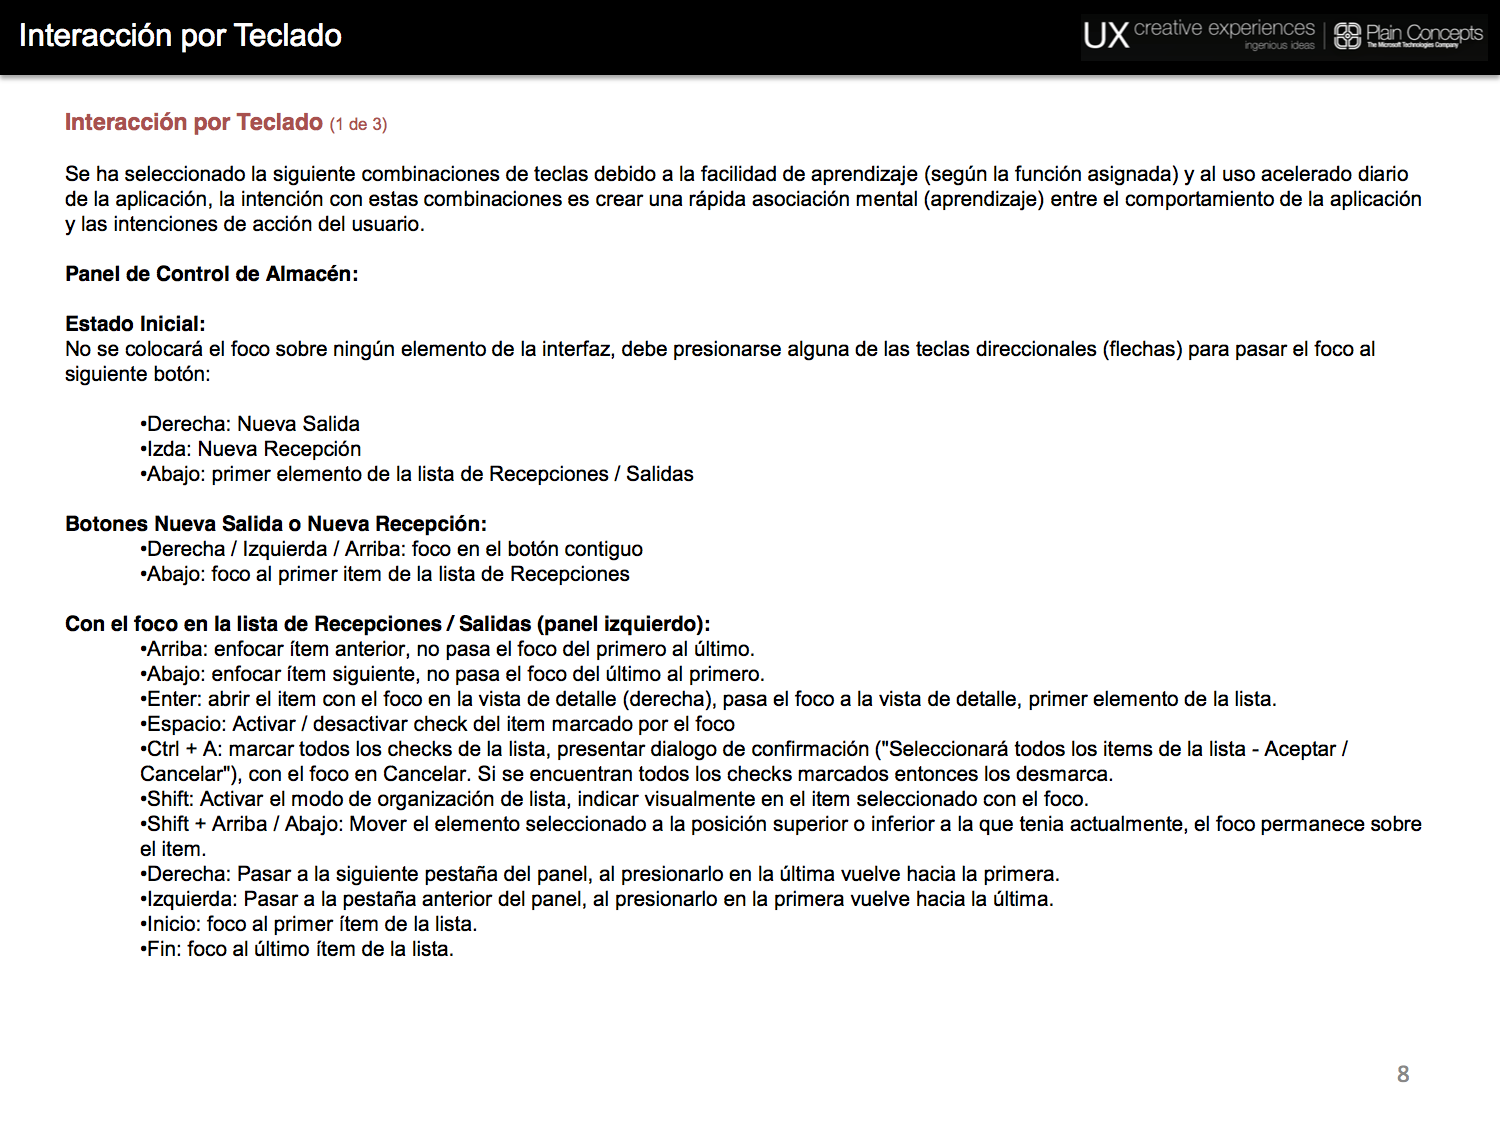 Interacción por Teclado
UX creative experiences
ingenious ideas
Plain Concepts
The Microsoft Technologies Company
Interacción por Teclado (1 de 3)
Se ha seleccionado la siguiente combinaciones de teclas debido a la facilidad de aprendizaje (según la función asignada) y al uso acelerado diario
de la aplicación, la intención con estas combinaciones es crear una rápida asociación mental (aprendizaje) entre el comportamiento de la aplicación
y las intenciones de acción del usuario.
Panel de Control de Almacén:
Estado Inicial:
No se colocará el foco sobre ningún elemento de la interfaz, debe presionarse alguna de las teclas direccionales (flechas) para pasar el foco al
siguiente botón:
•Derecha: Nueva Salida
•Izda: Nueva Recepción
•Abajo: primer elemento de la lista de Recepciones / Salidas
Botones Nueva Salida o Nueva Recepción:
•Derecha / Izquierda / Arriba: foco en el botón contiguo
•Abajo: foco al primer item de la lista de Recepciones
Con el foco en la lista de Recepciones / Salidas (panel izquierdo):
•Arriba: enfocar ítem anterior, no pasa el foco del primero al último.
•Abajo: enfocar ítem siguiente, no pasa el foco del último al primero.
•Enter: abrir el item con el foco en la vista de detalle (derecha), pasa el foco a la vista de detalle, primer elemento de la lista.
•Espacio: Activar / desactivar check del item marcado por el foco
•Ctrl + A: marcar todos los checks de la lista, presentar dialogo de confirmación ("Seleccionará todos los items de la lista - Aceptar /
Cancelar"), con el foco en Cancelar. Si se encuentran todos los checks marcados entonces los desmarca.
•Shift: Activar el modo de organización de lista, indicar visualmente en el item seleccionado con el foco.
•Shift + Arriba / Abajo: Mover el elemento seleccionado a la posición superior o inferior a la que tenia actualmente, el foco permanece sobre
el item.
•Derecha: Pasar a la siguiente pestaña del panel, al presionarlo en la última vuelve hacia la primera.
•Izquierda: Pasar a la pestaña anterior del panel, al presionarlo en la primera vuelve hacia la última.
•Inicio: foco al primer ítem de la lista.
•Fin: foco al último ítem de la lista.
8